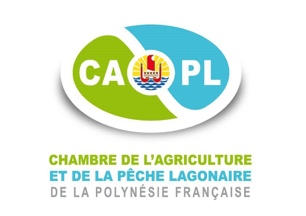 CA PL
CHAMBRE DE L'AGRICULTURE
ET DE LA PÊCHE LAGONAIRE
DE LA POLYNÉSIE FRANÇAISE